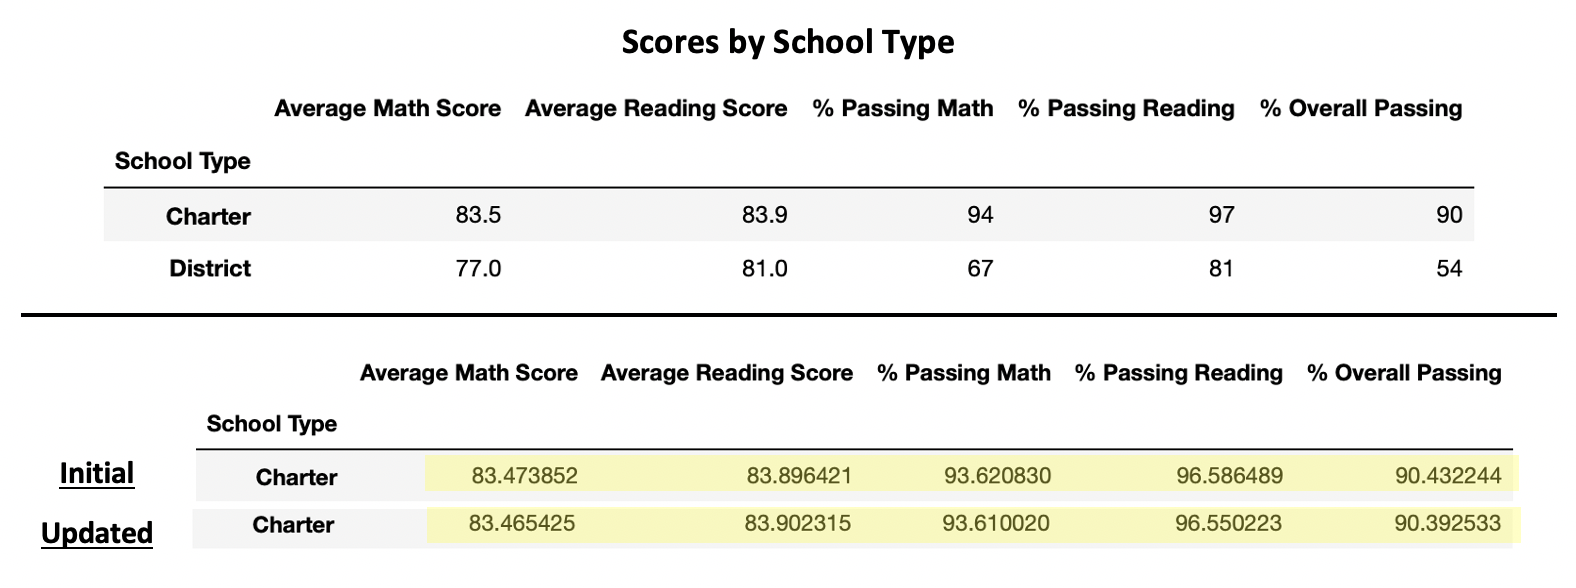 Scores by School Type
Average Math Score Average Reading Score % Passing Math % Passing Reading % Overall Passing
School Type
Charter 83.5 83.9 94 97 90
District 77.0 81.0 67 81 54
Average Math Score Average Reading Score % Passing Math % Passing Reading % Overall Passing
School Type
Initial Charter 83.473852 83.896421 93.620830 96.586489 90.432244
Updated Charter 83.465425 83.902315 93.610020 96.550223 90.392533